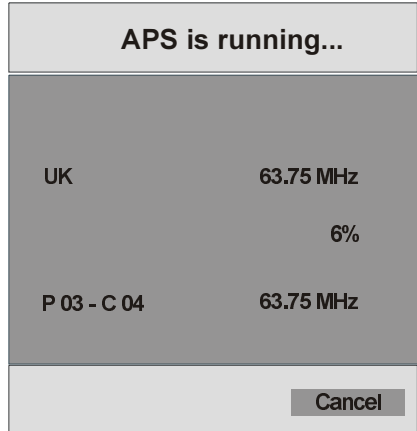 APS is running...
UK 63.75 MHz
6%
P 03 - C 04 63.75 MHz
Cancel